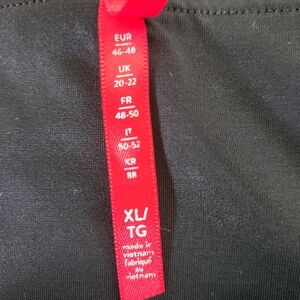 EUR
46-48
UK
20-22
FR
48-50
IT
50-52
KR
88
XL/
TG
made in
vietnam
fabriqué
au
vietnam